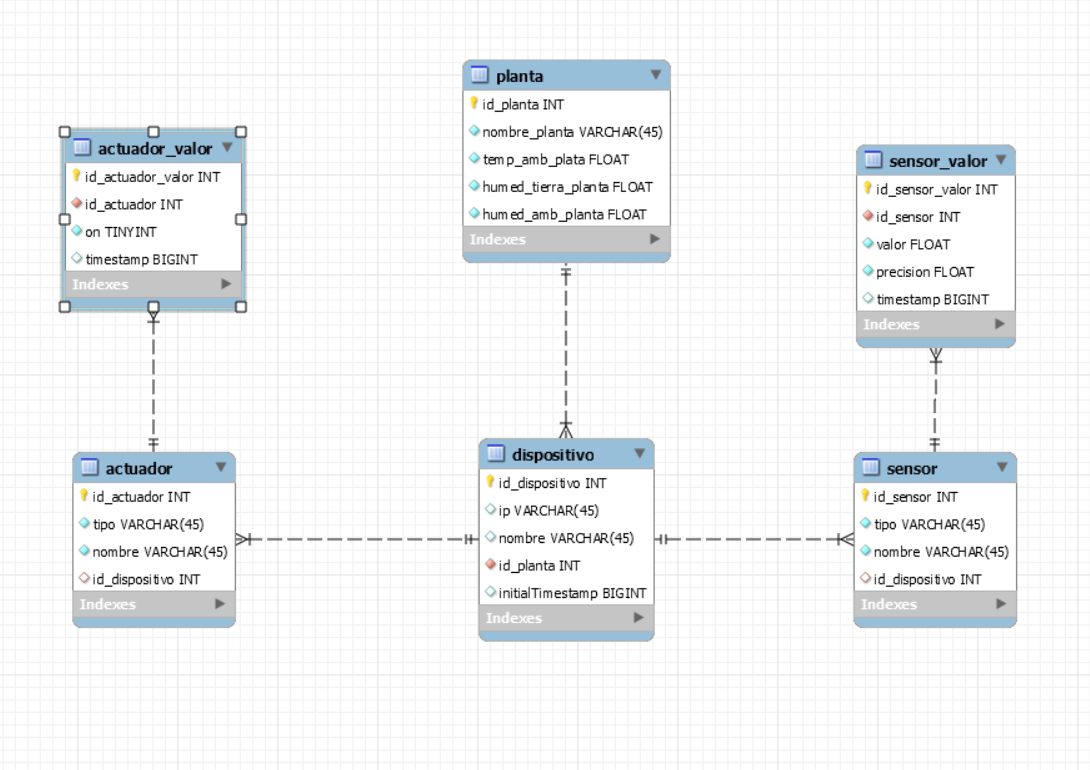 planta
id_planta INT
nombre_planta VARCHAR(45)
temp_amb_plata FLOAT
humed_tierra_planta FLOAT
humed_amb_planta FLOAT
Indexes
actuador_valor
id_actuador_valor INT
id_actuador INT
on TINYINT
timestamp BIGINT
Indexes
sensor_valor
id_sensor_valor INT
id_sensor INT
valor FLOAT
precision FLOAT
timestamp BIGINT
Indexes
actuador
id_actuador INT
tipo VARCHAR(45)
nombre VARCHAR(45)
id_dispositivo INT
Indexes
dispositivo
id_dispositivo INT
ip VARCHAR(45)
nombre VARCHAR(45)
id_planta INT
initialTimestamp BIGINT
Indexes
sensor
id_sensor INT
tipo VARCHAR(45)
nombre VARCHAR(45)
id_dispositivo INT
Indexes